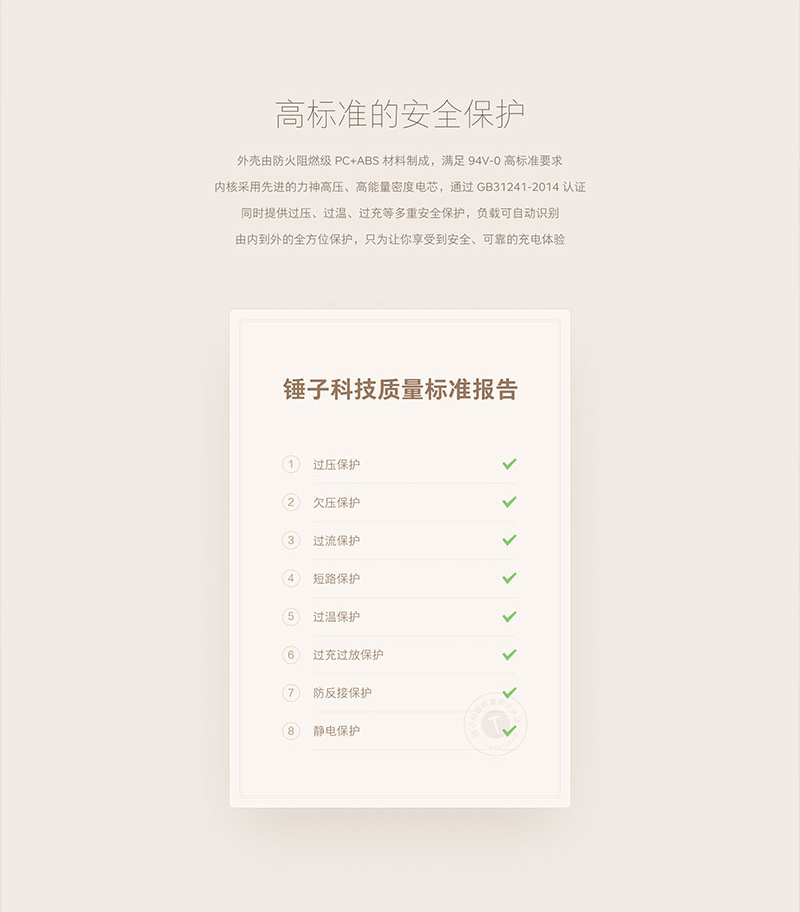 高标准的安全保护
外壳由防火阻燃级 PC+ABS 材料制成，满足 94V-0 高标准要求
内核采用先进的力神高压、高能量密度电芯，通过 GB31241-2014 认证
同时提供过压、过温、过充等多重安全保护，负载可自动识别
由内到外的全方位保护，只为让你享受到安全、可靠的充电体验
锤子科技质量标准报告
1 过压保护
2 欠压保护
3 过流保护
4 短路保护
5 过温保护
6 过充过放保护
7 防反接保护
8 静电保护